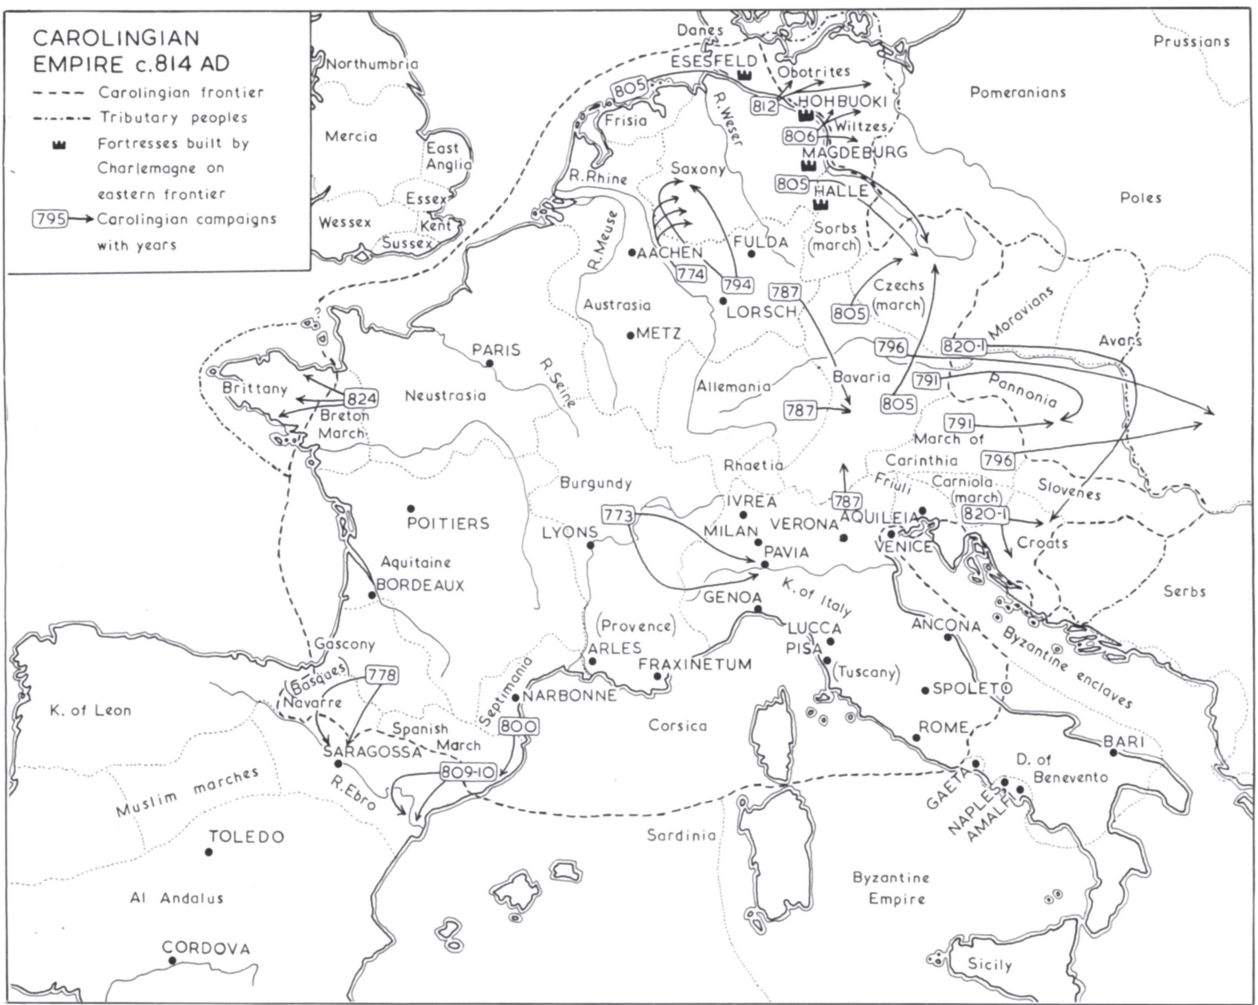 CAROLINGIAN
EMPIRE c.814 AD
Carolingian frontier
Tributary peoples
Fortresses built by
Charlemagne on
eastern frontier
795
Carolingian campaigns
with years
Northumbria
Mercia
East
Anglia
Essex
Wessex
Kent
Sussex
Danes
ESESFELD
Obotrites
805
812
HOHBUOKI
Frisia
R. Weser
806
Wiltzes
MAGDEBURG
Prussians
Pomeranians
Poles
R. Rhine
Saxony
805
HALLE
R. Meuse
Sorbs
(march)
AACHEN
FULDA
774
794
787
LORSCH
Czechs
(march)
805
Austrasia
METZ
Moravians
Avars
796
820-1
PARIS
R. Seine
Brittany
824
Breton
March
Neustrasia
Allemania
Bavaria
791
Pannonia
787
805
791
March of
Carinthia
796
Rhaetia
Burgundy
Friuli
Carniola
(march)
Slovenes
787
820-1
IVREA
773
MILAN
VERONA
AQUILEIA
POITIERS
LYONS
PAVIA
VENICE
Croats
Aquitaine
BORDEAUX
GENOA
K. of Italy
Serbs
(Provence)
LUCCA
ANCONA
Byzantine enclaves
Gascony
ARLES
PISA
FRAXINETUM
(Tuscany)
(Basques)
778
Septimania
NARBONNE
SPOLETO
K. of Leon
Navarre
Spanish
March
800
Corsica
ROME
BARI
SARAGOSSA
809-10
R. Ebro
Muslim marches
GAETA
D. of
Benevento
NAPLES
AMALFI
TOLEDO
Sardinia
Al Andalus
Byzantine
Empire
CORDOVA
Sicily